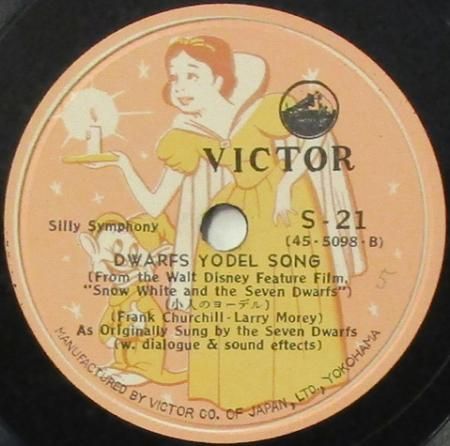 VICTOR
Silly Symphony
S-21
(45-5098-B)
DWARFS YODEL SONG
(From the Walt Disney Feature Film,
"Snow White and the Seven Dwarfs")
(小人のヨーデル)
(Frank Churchill-Larry Morey)
As Originally Sung by the Seven Dwarfs
(w. dialogue & sound effects)
MANUFACTURED BY VICTOR CO. OF JAPAN, LTD., YOKOHAMA